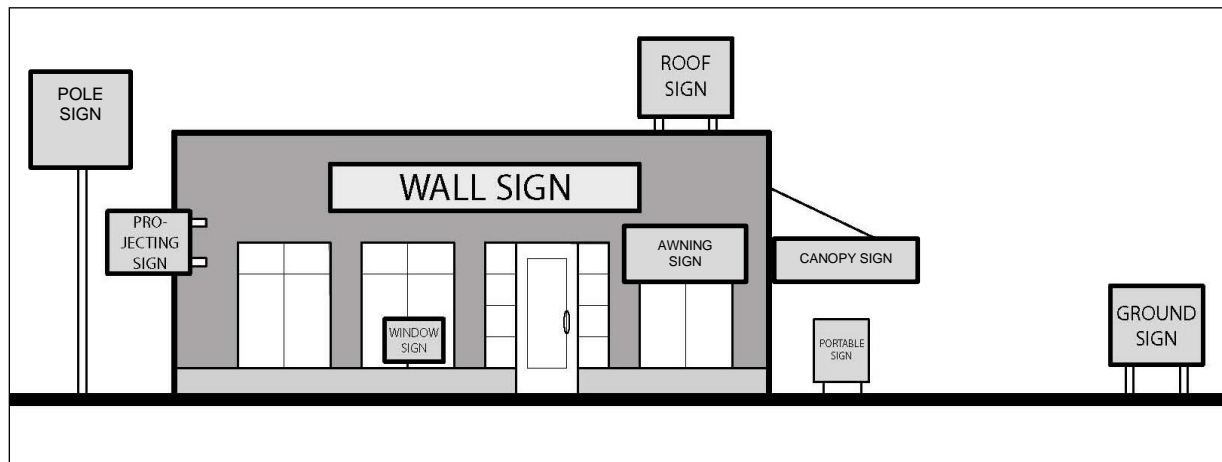 POLE
SIGN
ROOF
SIGN
WALL SIGN
PRO-
JECTING
SIGN
AWNING
SIGN
CANOPY SIGN
WINDOW
SIGN
PORTABLE
SIGN
GROUND
SIGN